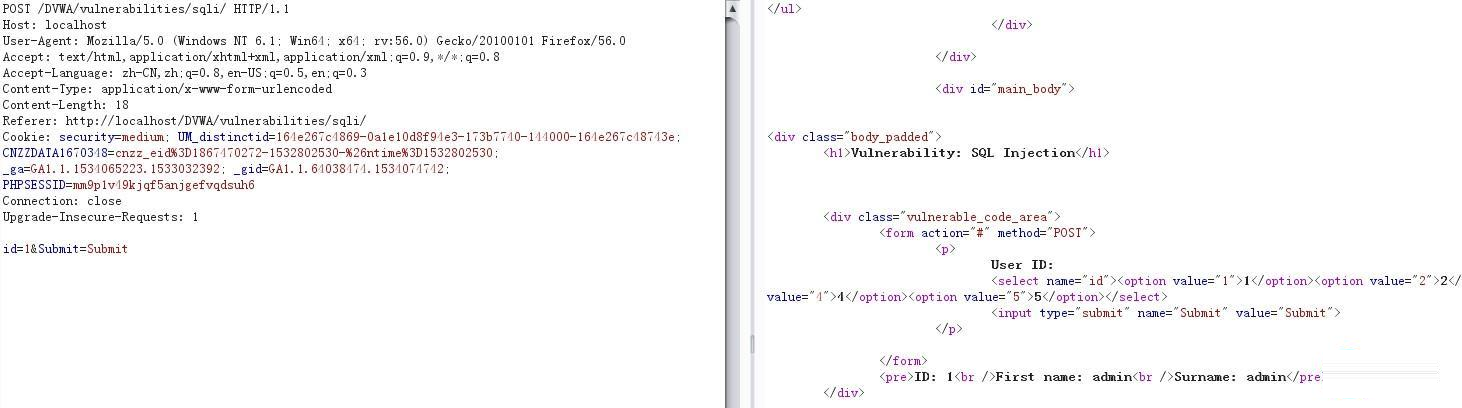 POST /DVWA/vulnerabilities/sqli/ HTTP/1.1
Host: localhost
User-Agent: Mozilla/5.0 (Windows NT 6.1; Win64; x64; rv:56.0) Gecko/20100101 Firefox/56.0
Accept: text/html,application/xhtml+xml,application/xml;q=0.9,*/*;q=0.8
Accept-Language: zh-CN,zh;q=0.8,en-US;q=0.5,en;q=0.3
Content-Type: application/x-www-form-urlencoded
Content-Length: 18
Referer: http://localhost/DVWA/vulnerabilities/sqli/
Cookie: security=medium; UM_distinctid=164e267c4869-0a1e10d8f94e3-173b7740-144000-164e267c48743e;
CNZZDATA1670348=cnzz_eid%3D1867470272-1532802530-%26ntime%3D1532802530;
_ga=GA1.1.1534065223.1533032392; _gid=GA1.1.64038474.1534074742;
PHPSESSID=mm9p1v49kjqf5anjgefvqdsuh6
Connection: close
Upgrade-Insecure-Requests: 1
id=1&Submit=Submit
</ul>
</div>
</div>
<div id="main_body">
<div class="body_padded">
<h1>Vulnerability: SQL Injection</h1>
<div class="vulnerable_code_area">
<form action="#" method="POST">
<p>
User ID:
<select name="id"><option value="1">1</option><option value="2">2</
value="4">4</option><option value="5">5</option></select>
<input type="submit" name="Submit" value="Submit">
</p>
</form>
<pre>ID: 1<br />First name: admin<br />Surname: admin</pre
</div>